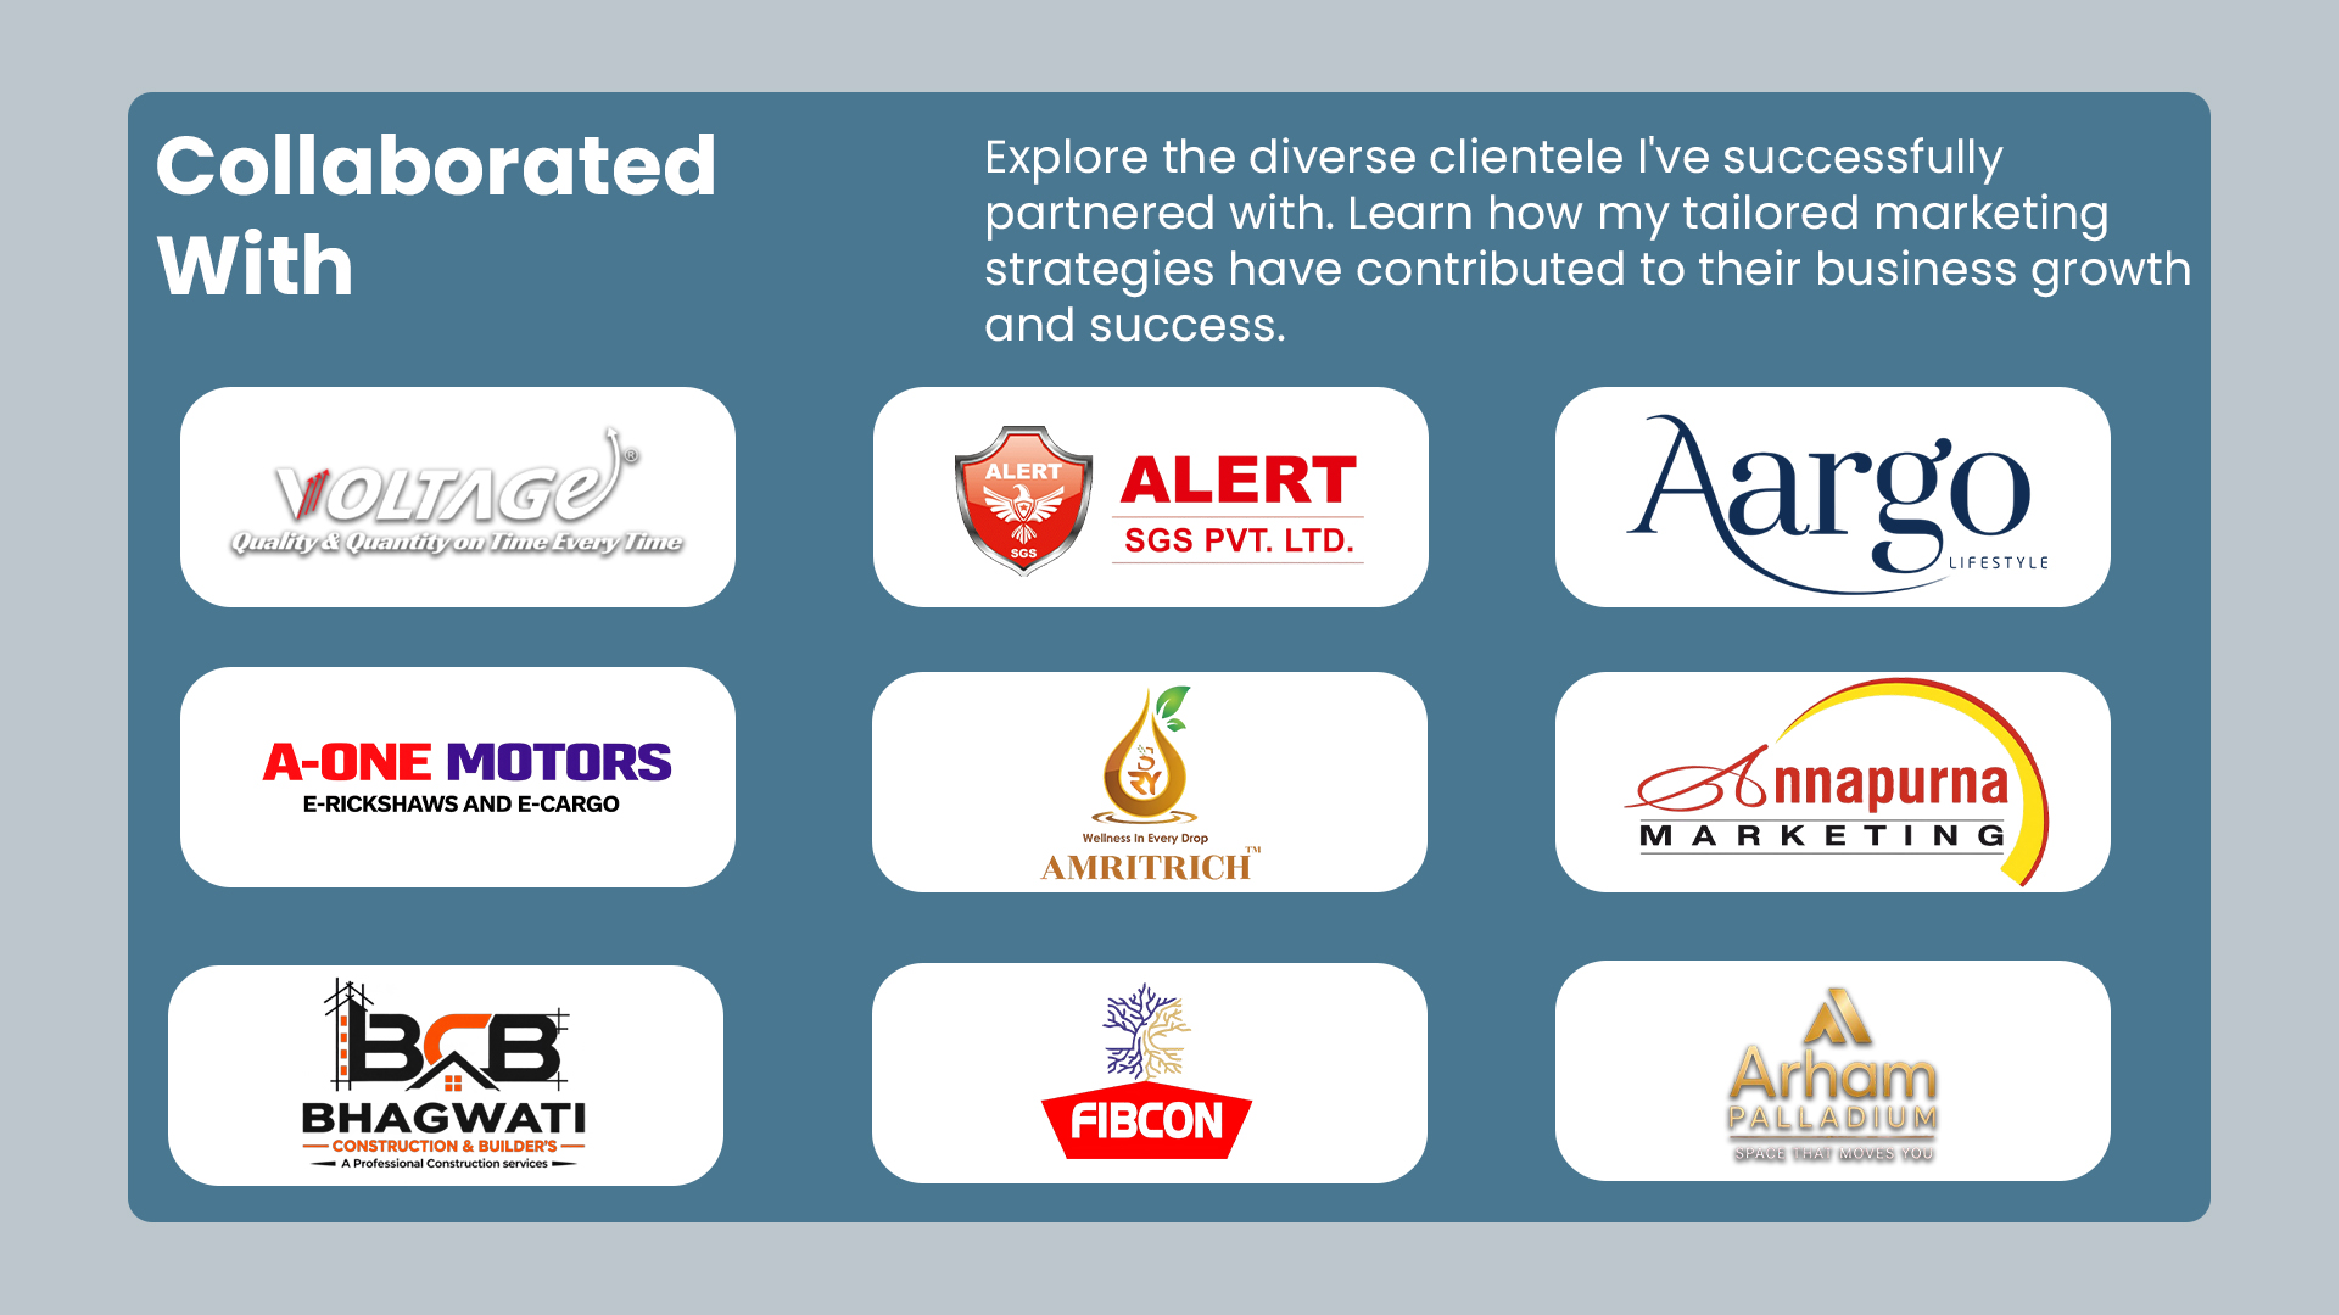 Collaborated
With
Explore the diverse clientele I've successfully
partnered with. Learn how my tailored marketing
strategies have contributed to their business growth
and success.
VOLTAGE®
Quality & Quantity on Time Every Time
ALERT
SGS
ALERT
SGS PVT. LTD.
Aargo
LIFESTYLE
A-ONE MOTORS
E-RICKSHAWS AND E-CARGO
S
RY
Wellness In Every Drop
AMRITRICH™
Annapurna
MARKETING
BCB
BHAGWATI
CONSTRUCTION & BUILDER'S
A Professional Construction services
FIBCON
Arham
PALLADIUM
SPACE THAT MOVES YOU